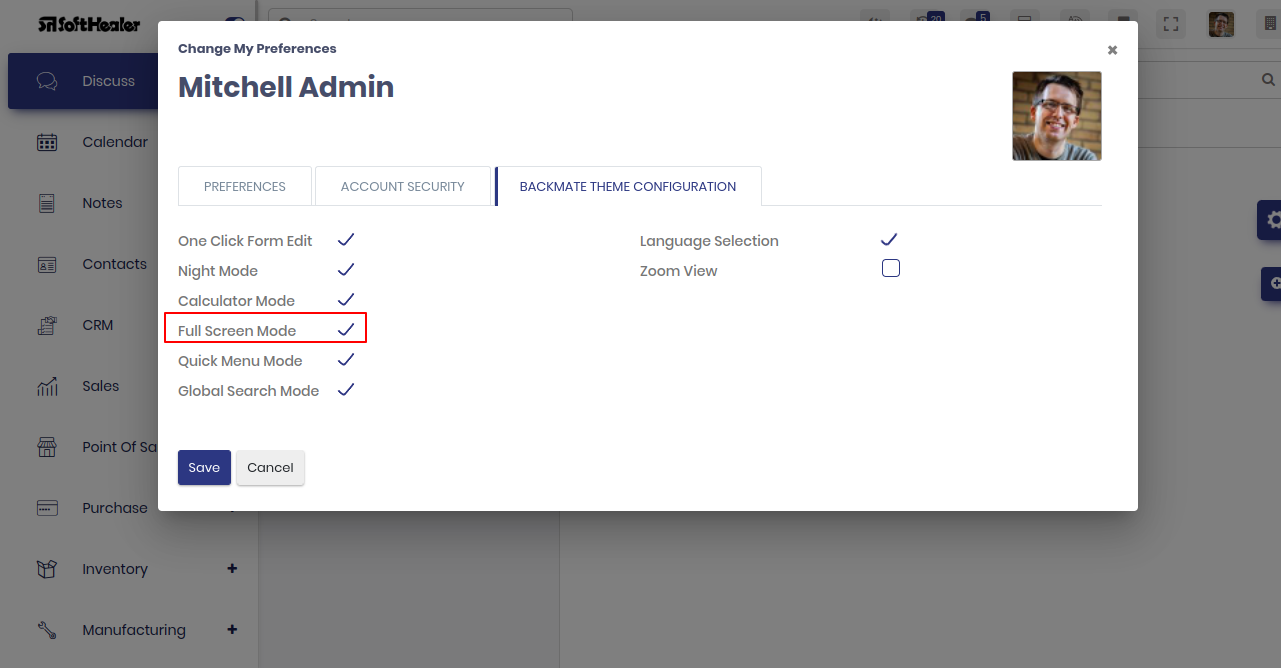 SOftHealer
20
5
Change My Preferences
Mitchell Admin
PREFERENCES
ACCOUNT SECURITY
BACKMATE THEME CONFIGURATION
One Click Form Edit
Language Selection
Night Mode
Zoom View
Calculator Mode
Full Screen Mode
Quick Menu Mode
Global Search Mode
Save
Cancel
Discuss
Calendar
Notes
Contacts
CRM
Sales
Point Of Sa
Purchase
Inventory
Manufacturing